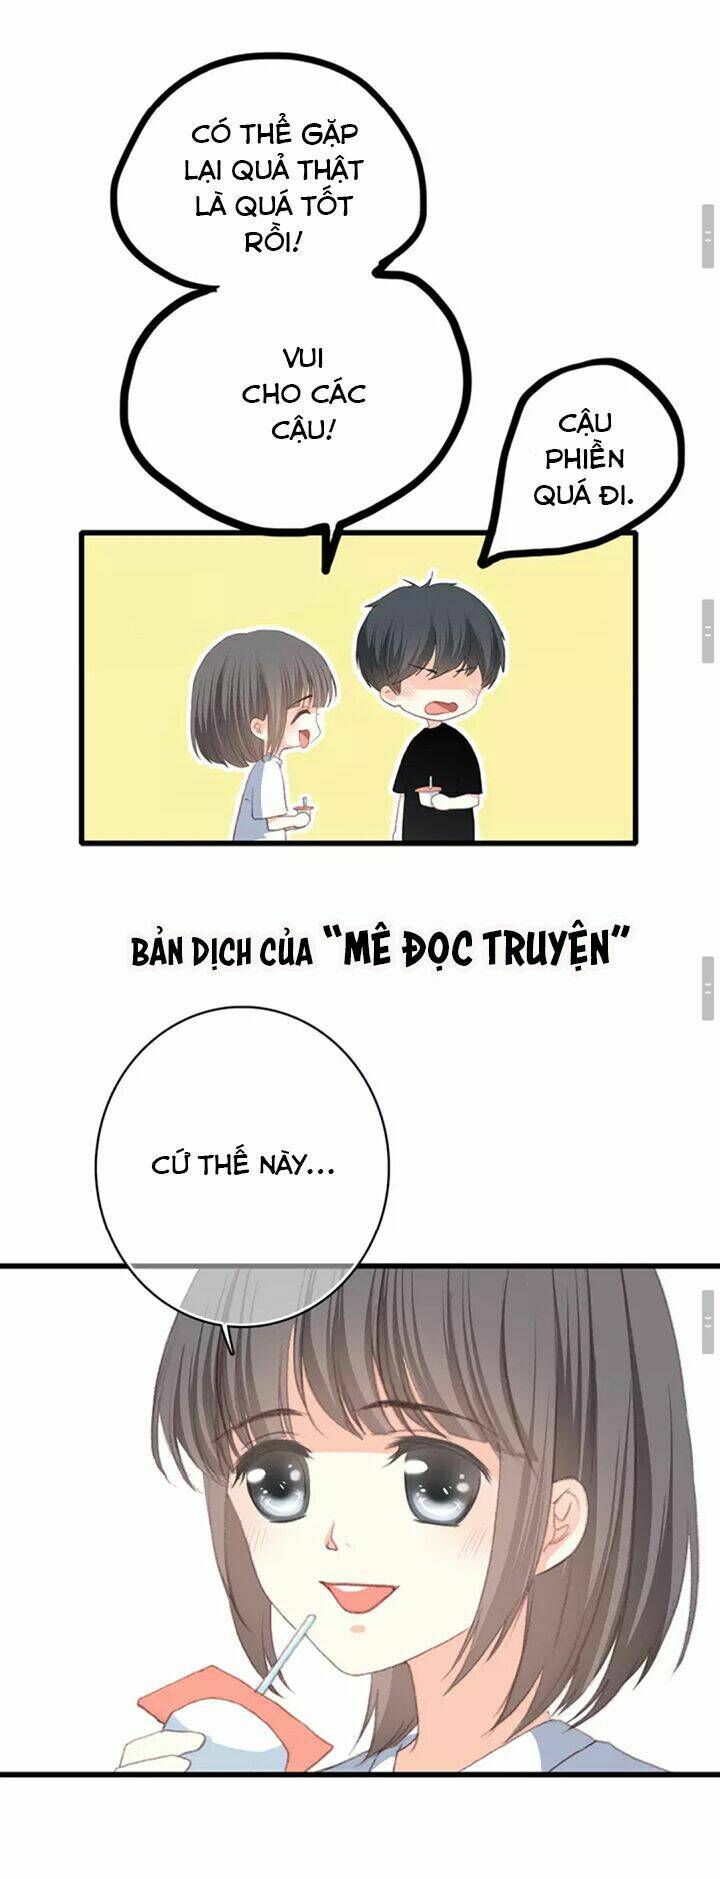 CÓ THỂ GẶP
LẠI QUẢ THẬT
LÀ QUÁ TỐT
RỒI!
VUI
CHO CÁC
CẬU!
CẬU
PHIỀN
QUÁ ĐI.
BẢN DỊCH CỦA "MÊ ĐỌC TRUYỆN"
CỨ THẾ NÀY...